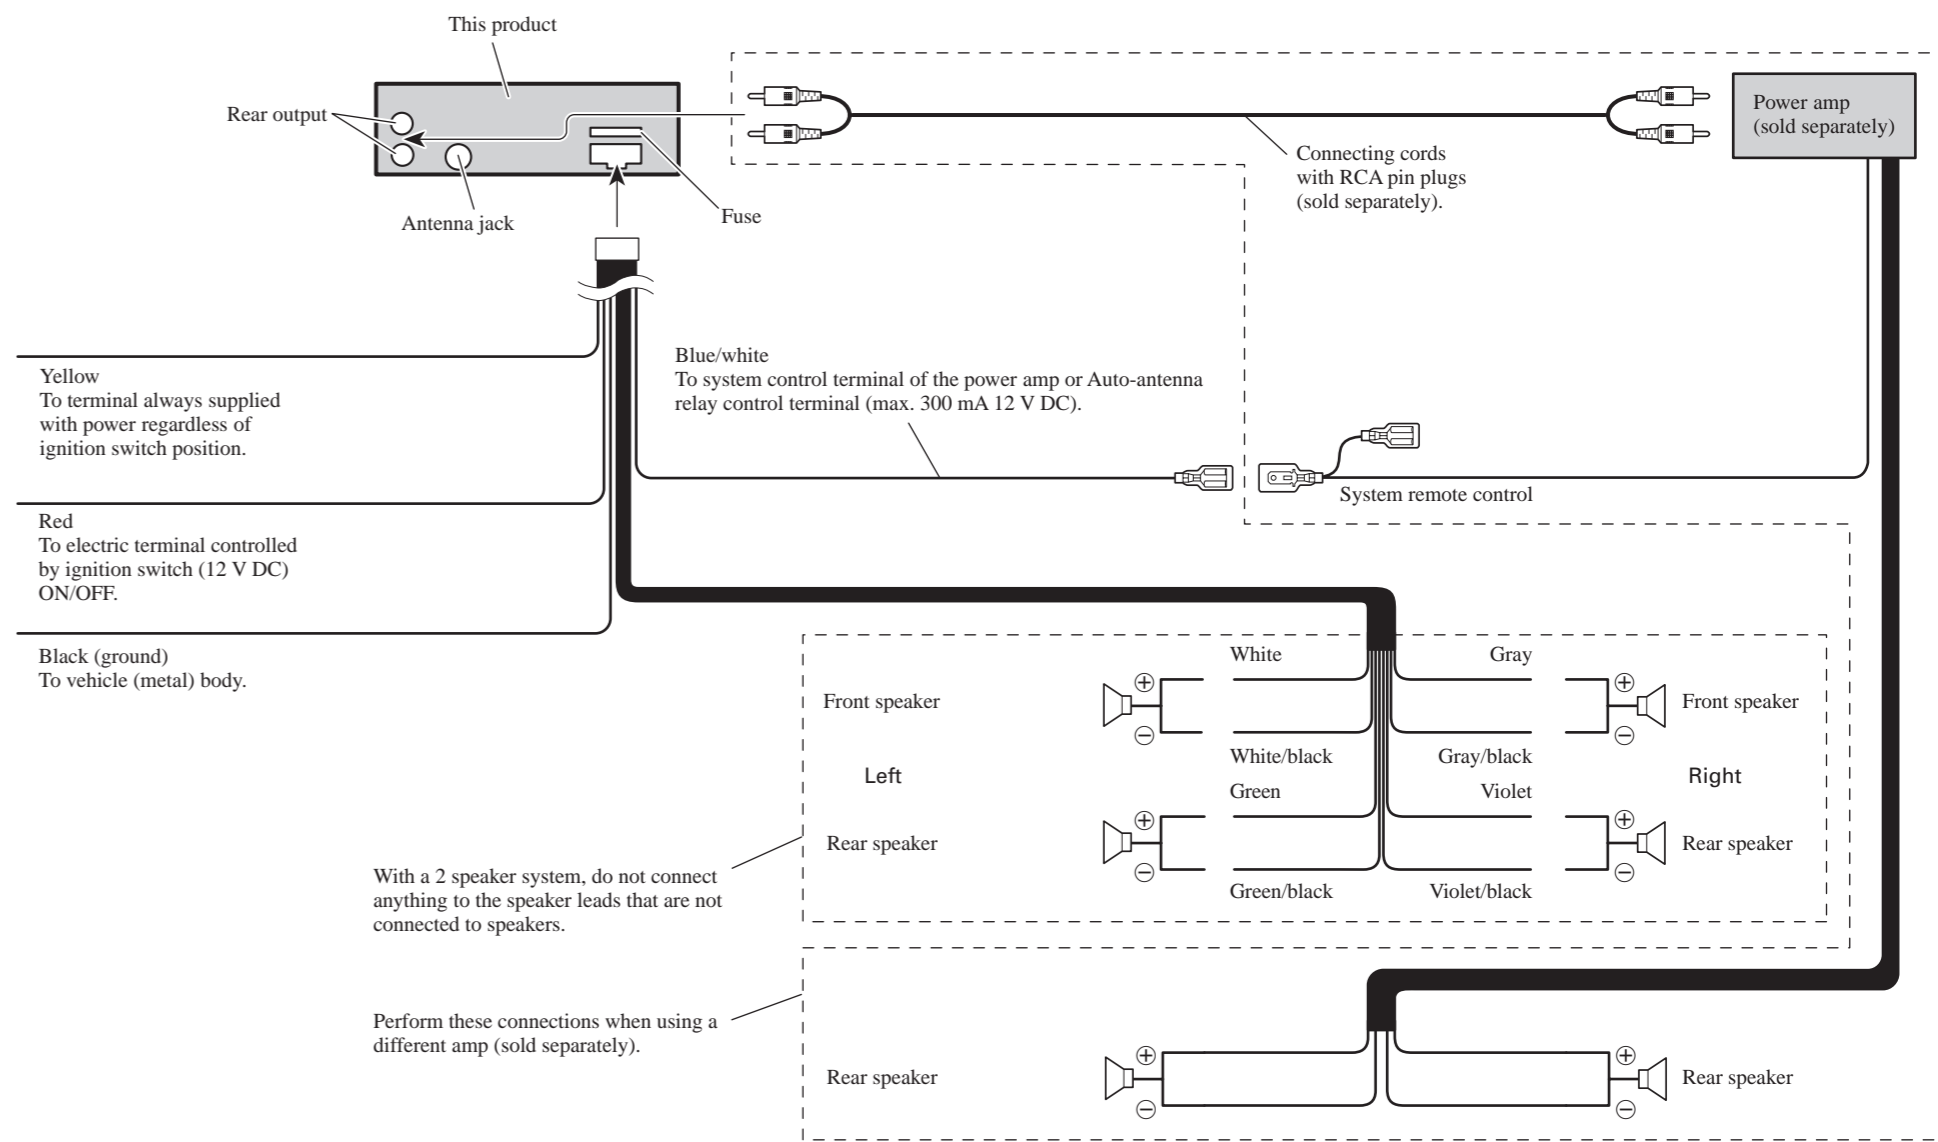 This product
Rear output
Antenna jack
Fuse
Connecting cords
with RCA pin plugs
(sold separately).
Power amp
(sold separately)
Yellow
To terminal always supplied
with power regardless of
ignition switch position.
Blue/white
To system control terminal of the power amp or Auto-antenna
relay control terminal (max. 300 mA 12 V DC).
System remote control
Red
To electric terminal controlled
by ignition switch (12 V DC)
ON/OFF.
Black (ground)
To vehicle (metal) body.
White
Gray
Front speaker
⊕
⊕
Front speaker
⊖
⊖
White/black
Gray/black
Left
Right
Green
Violet
Rear speaker
⊕
⊕
Rear speaker
⊖
⊖
Green/black
Violet/black
With a 2 speaker system, do not connect
anything to the speaker leads that are not
connected to speakers.
Perform these connections when using a
different amp (sold separately).
Rear speaker
⊕
⊕
Rear speaker
⊖
⊖